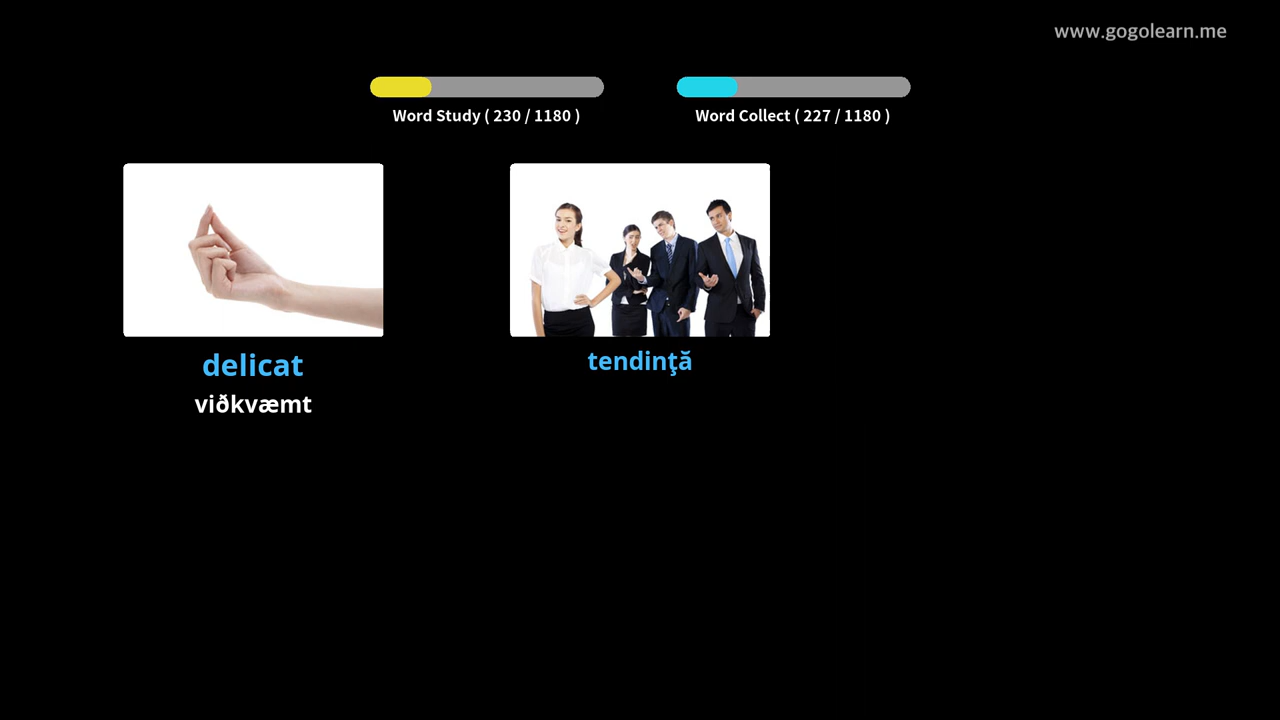 www.gogolearn.me
Word Study ( 230 / 1180 )
Word Collect ( 227 / 1180 )
delicat
viðkvæmt
tendinţă